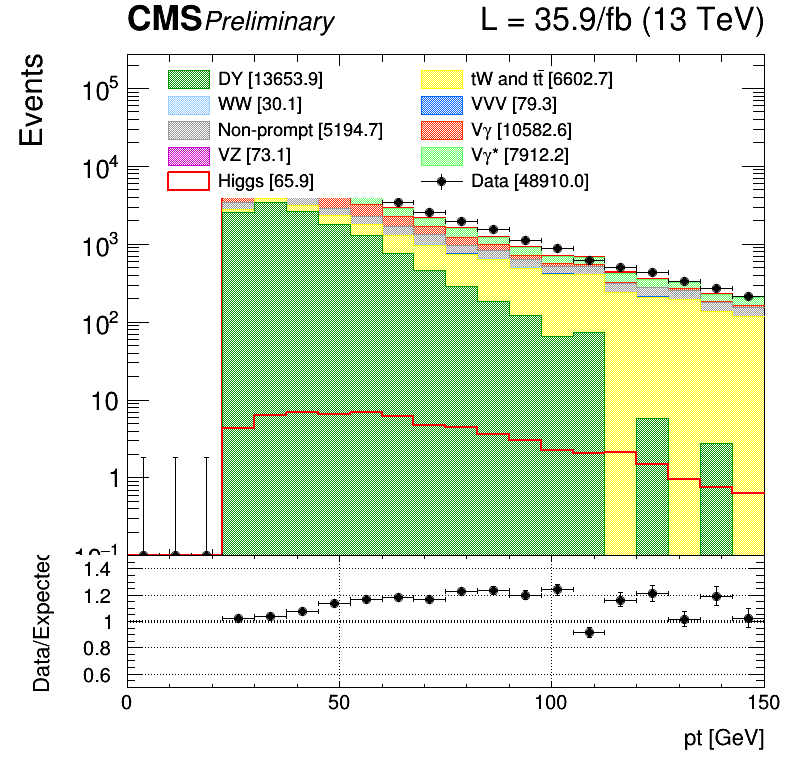 CMS Preliminary L = 35.9/fb (13 TeV)
Events
10⁵
10⁴
10³
10²
10
1
10⁻¹
DY [13653.9]
WW [30.1]
Non-prompt [5194.7]
VZ [73.1]
Higgs [65.9]
tW and tt̄ [6602.7]
VVV [79.3]
Vγ [10582.6]
Vγ* [7912.2]
Data [48910.0]
Data/Expected
1.4
1.2
1
0.8
0.6
0 50 100 150
pt [GeV]